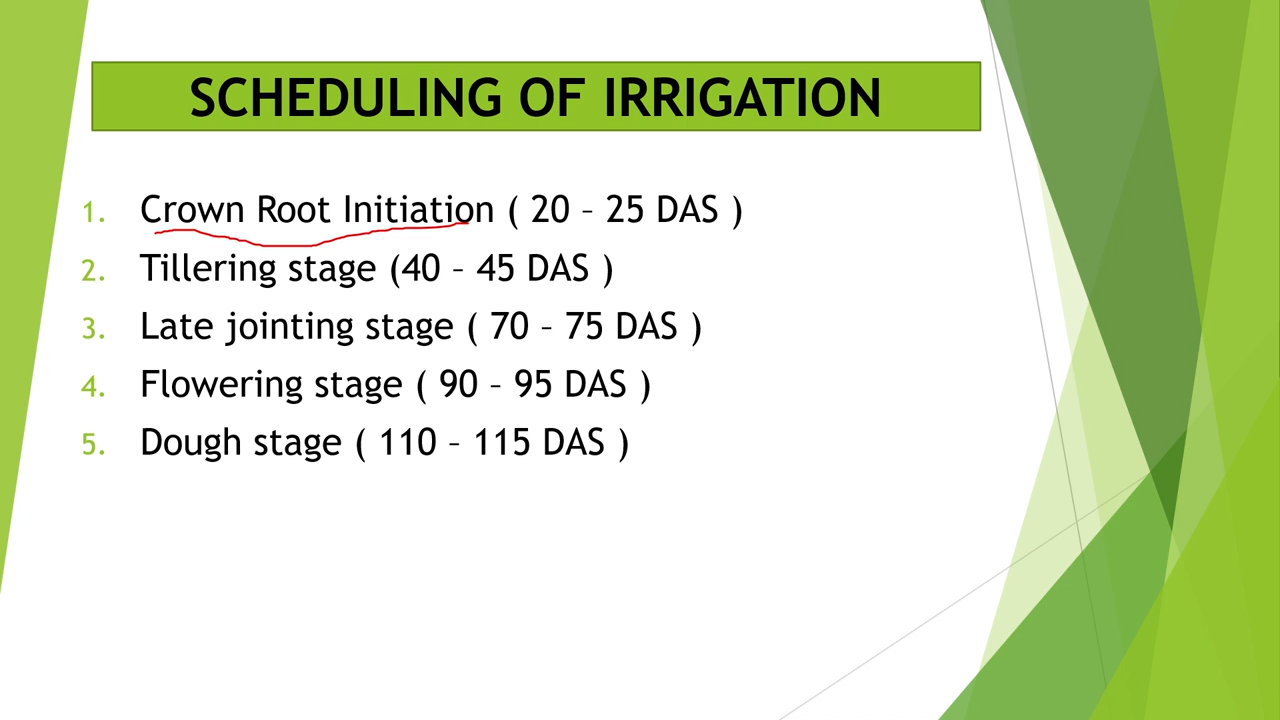 SCHEDULING OF IRRIGATION
1. Crown Root Initiation ( 20 – 25 DAS )
2. Tillering stage (40 – 45 DAS )
3. Late jointing stage ( 70 – 75 DAS )
4. Flowering stage ( 90 – 95 DAS )
5. Dough stage ( 110 – 115 DAS )